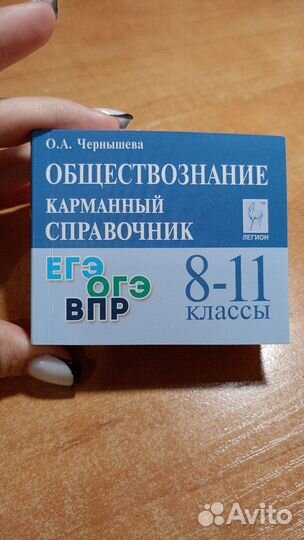 О.А. Чернышева
ОБЩЕСТВОЗНАНИЕ
КАРМАННЫЙ
СПРАВОЧНИК
ЛЕГИОН
ЕГЭ
ОГЭ
ВПР
8-11
КЛАССЫ
Avito